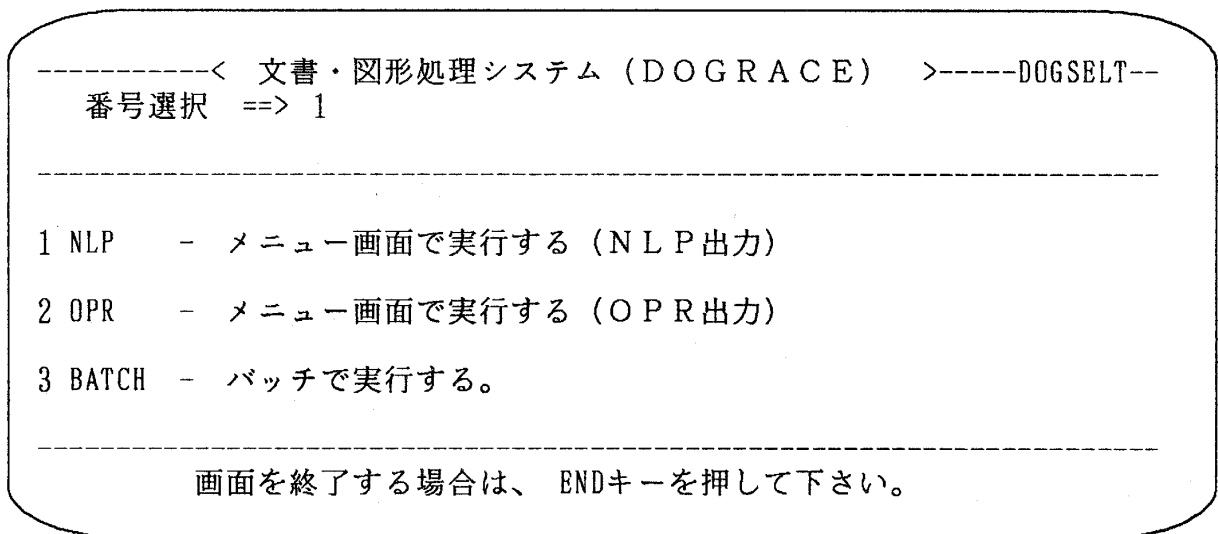 -----------< 文書・図形処理システム (ＤＯＧＲＡＣＥ) >-----DOGSELT--
番号選択 ==> 1
-----------------------------------------------------------------------
1 NLP - メニュー画面で実行する (ＮＬＰ出力)
2 OPR - メニュー画面で実行する (ＯＰＲ出力)
3 BATCH - バッチで実行する。
-----------------------------------------------------------------------
画面を終了する場合は、 ENDキーを押して下さい。